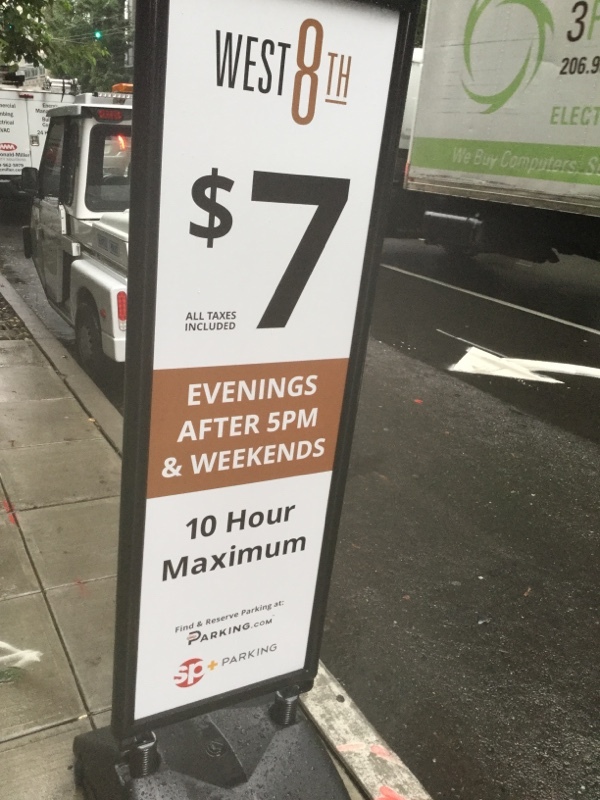 WEST 8TH
$7
ALL TAXES
INCLUDED
EVENINGS
AFTER 5PM
& WEEKENDS
10 Hour
Maximum
Find & Reserve Parking at:
PARKING.COM
sp+ PARKING
3
206.9
ELECT
We Buy Computers, S